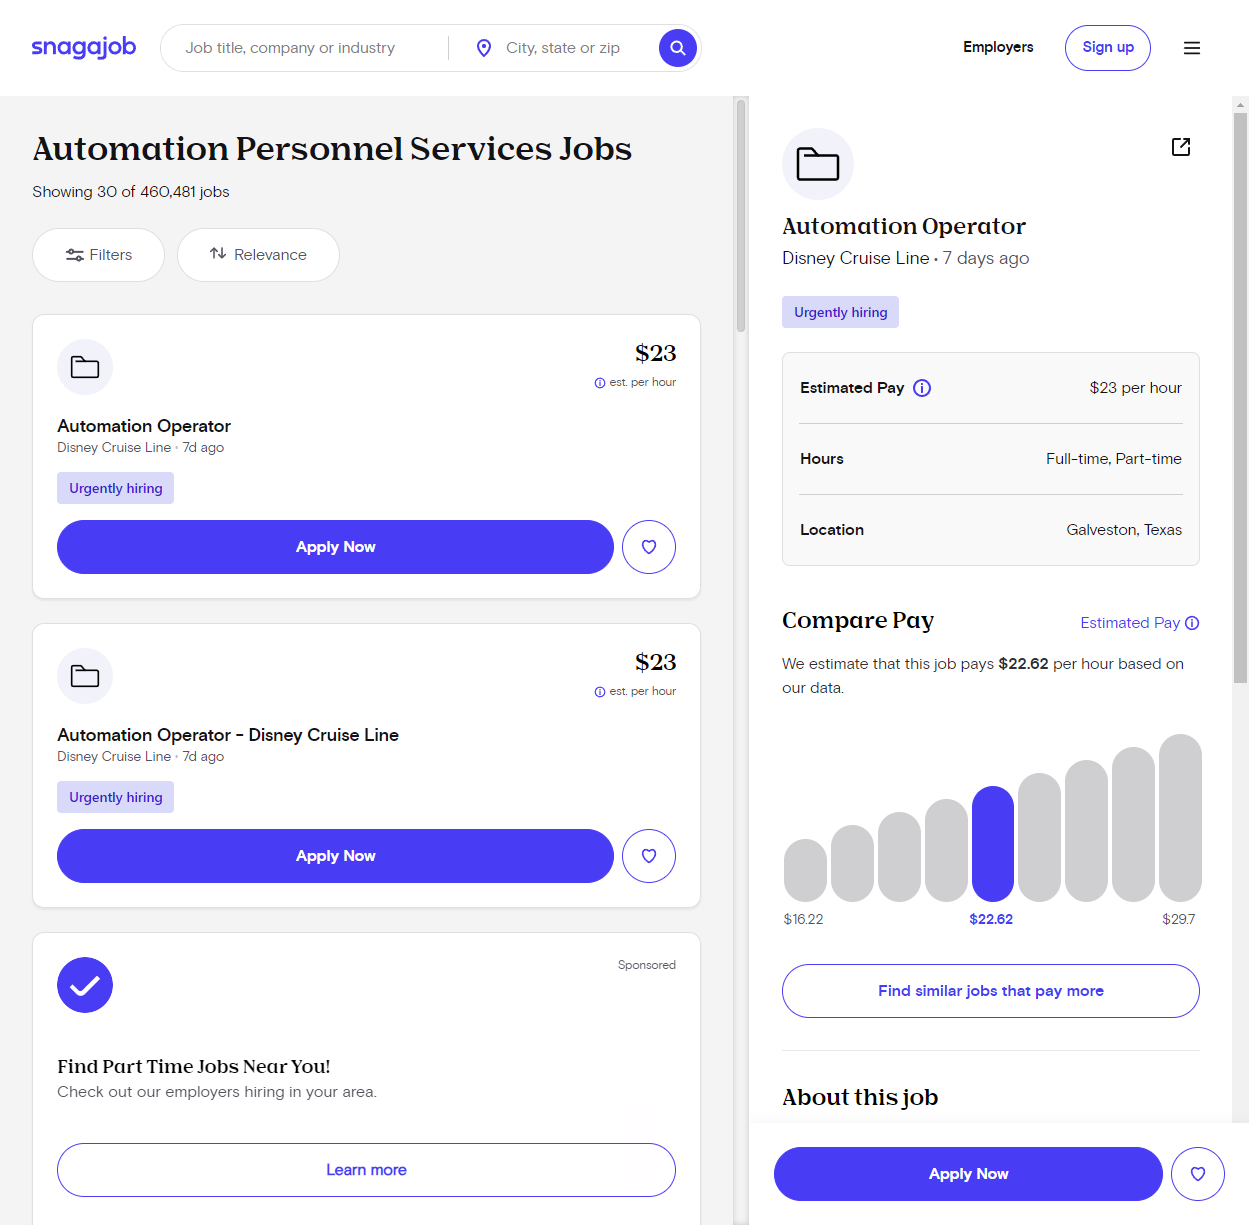 snagajob
Job title, company or industry
City, state or zip
Employers
Sign up
Automation Personnel Services Jobs
Showing 30 of 460,481 jobs
Filters
Relevance
$23
est. per hour
Automation Operator
Disney Cruise Line · 7d ago
Urgently hiring
Apply Now
$23
est. per hour
Automation Operator - Disney Cruise Line
Disney Cruise Line · 7d ago
Urgently hiring
Apply Now
Sponsored
Find Part Time Jobs Near You!
Check out our employers hiring in your area.
Learn more
Automation Operator
Disney Cruise Line · 7 days ago
Urgently hiring
Estimated Pay $23 per hour
Hours Full-time, Part-time
Location Galveston, Texas
Compare Pay
Estimated Pay
We estimate that this job pays $22.62 per hour based on
our data.
$16.22 $22.62 $29.7
Find similar jobs that pay more
About this job
Apply Now